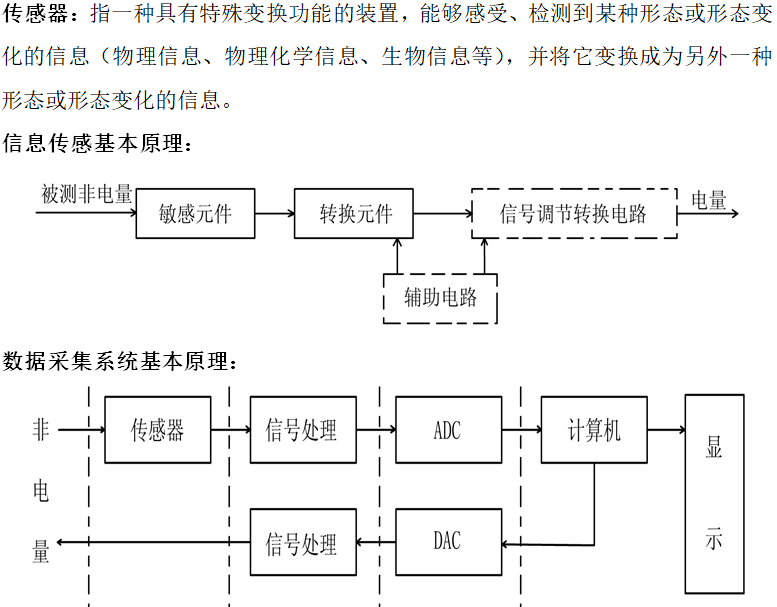 传感器：指一种具有特殊变换功能的装置，能够感受、检测到某种形态或形态变
化的信息（物理信息、物理化学信息、生物信息等），并将它变换成为另外一种
形态或形态变化的信息。
信息传感基本原理：
被测非电量
敏感元件
转换元件
信号调节转换电路
电量
辅助电路
数据采集系统基本原理：
非电量
传感器
信号处理
ADC
计算机
显示
信号处理
DAC